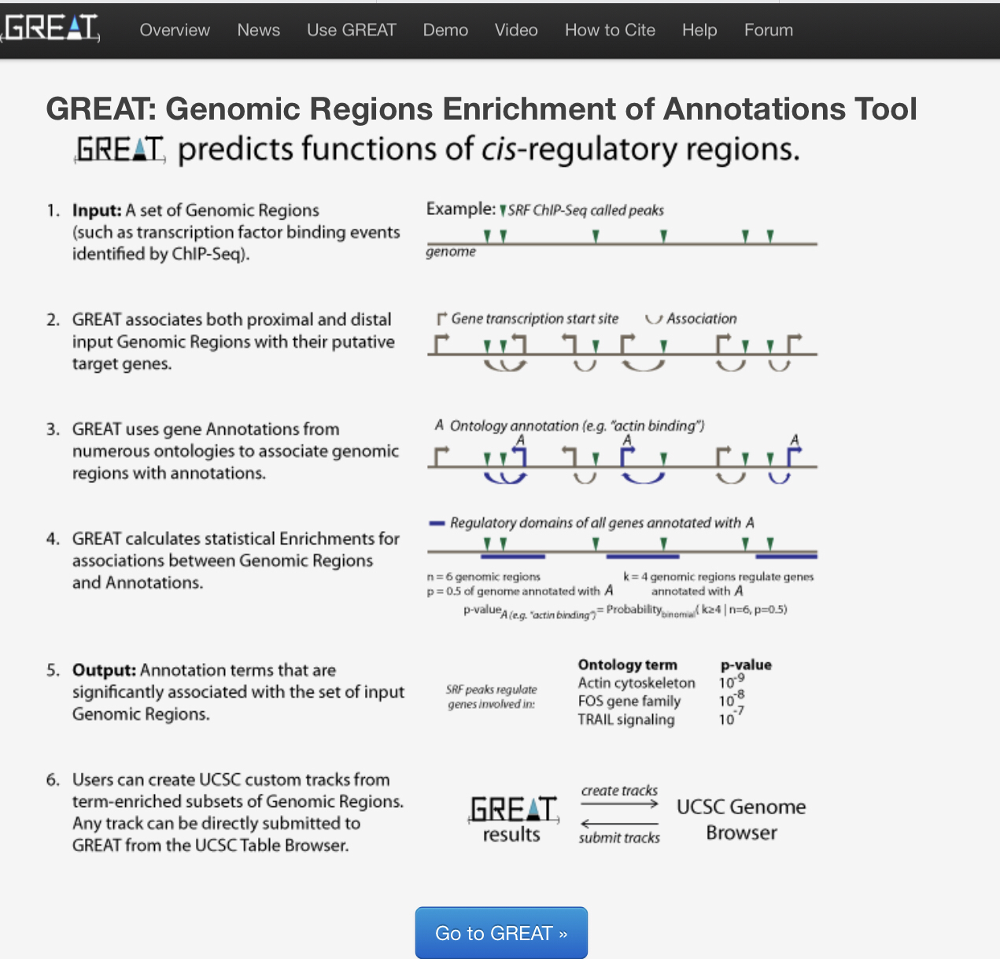 GREAT Overview News Use GREAT Demo Video How to Cite Help Forum
GREAT: Genomic Regions Enrichment of Annotations Tool
GREAT predicts functions of cis-regulatory regions.
1. Input: A set of Genomic Regions
(such as transcription factor binding events
identified by ChIP-Seq).
Example: SRF ChIP-Seq called peaks
genome
2. GREAT associates both proximal and distal
input Genomic Regions with their putative
target genes.
Gene transcription start site Association
3. GREAT uses gene Annotations from
numerous ontologies to associate genomic
regions with annotations.
A Ontology annotation (e.g. "actin binding")
A A A
4. GREAT calculates statistical Enrichments for
associations between Genomic Regions
and Annotations.
Regulatory domains of all genes annotated with A
n = 6 genomic regions
p = 0.5 of genome annotated with A
k = 4 genomic regions regulate genes
annotated with A
p-value A (e.g. "actin binding") = Probability binomial ( k≥4 | n=6, p=0.5)
5. Output: Annotation terms that are
significantly associated with the set of input
Genomic Regions.
SRF peaks regulate
genes involved in:
Ontology term p-value
Actin cytoskeleton 10-9
FOS gene family 10-8
TRAIL signaling 10-7
6. Users can create UCSC custom tracks from
term-enriched subsets of Genomic Regions.
Any track can be directly submitted to
GREAT from the UCSC Table Browser.
GREAT
results
create tracks
submit tracks
UCSC Genome
Browser
Go to GREAT »